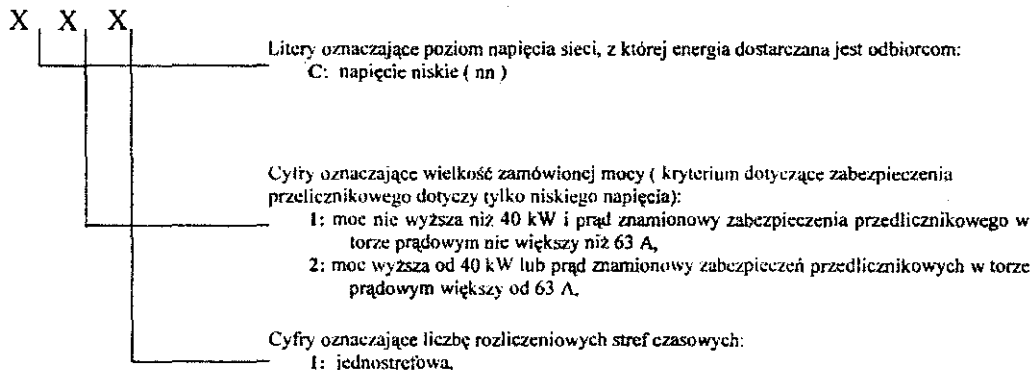 X X X
Litery oznaczające poziom napięcia sieci, z której energia dostarczana jest odbiorcom:
C: napięcie niskie ( nn )
Cyfry oznaczające wielkość zamówionej mocy ( kryterium dotyczące zabezpieczenia
przelicznikowego dotyczy tylko niskiego napięcia):
1: moc nie wyższa niż 40 kW i prąd znamionowy zabezpieczenia przedlicznikowego w
torze prądowym nie większy niż 63 A,
2: moc wyższa od 40 kW lub prąd znamionowy zabezpieczeń przedlicznikowych w torze
prądowym większy od 63 A.
Cyfry oznaczające liczbę rozliczeniowych stref czasowych:
1: jednostrefowa,